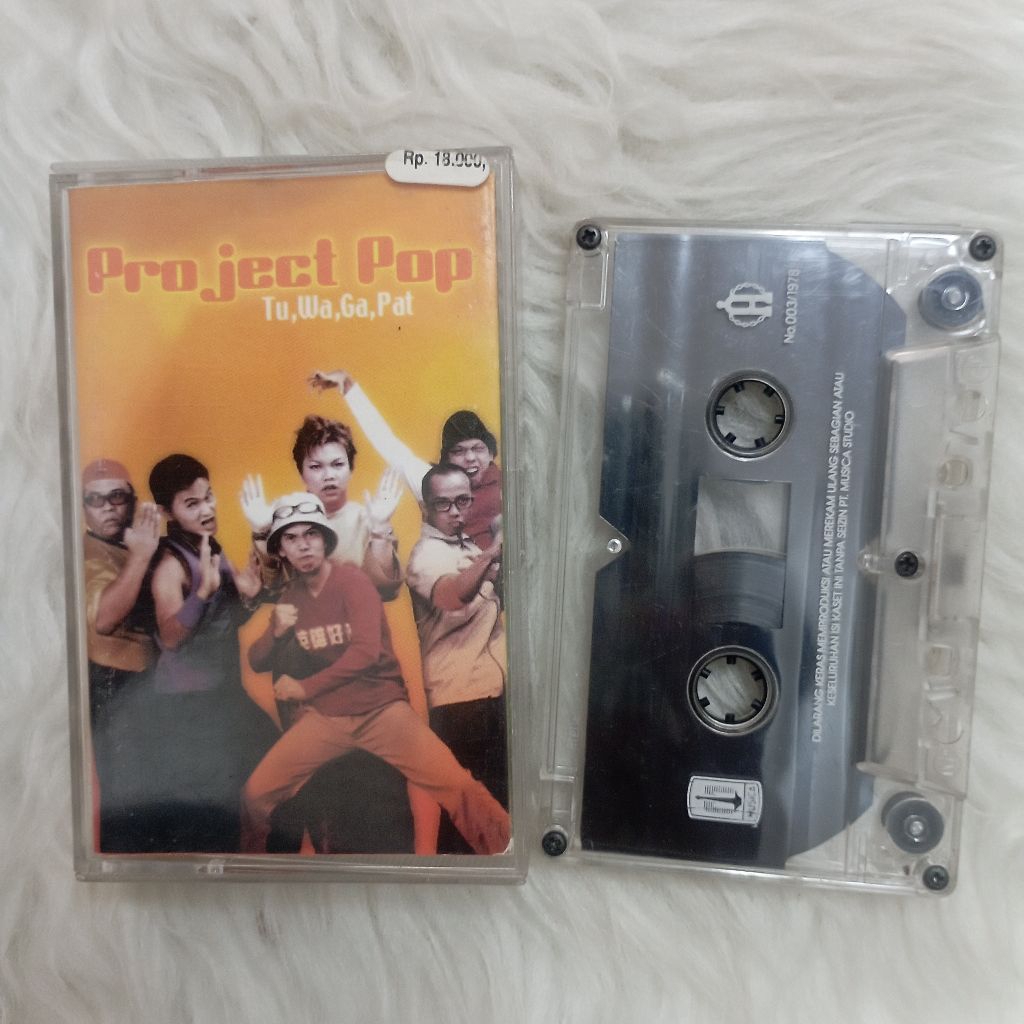 Rp. 18.000,
Project Pop
Tu,Wa,Ga,Pat
No.003/1978
DILARANG KERAS MEMPRODUKSI ATAU MEREKAM ULANG SEBAGIAN ATAU
KESELURUHAN ISI KASET INI TANPA SEIZIN PT. MUSICA STUDIO
MUSICA